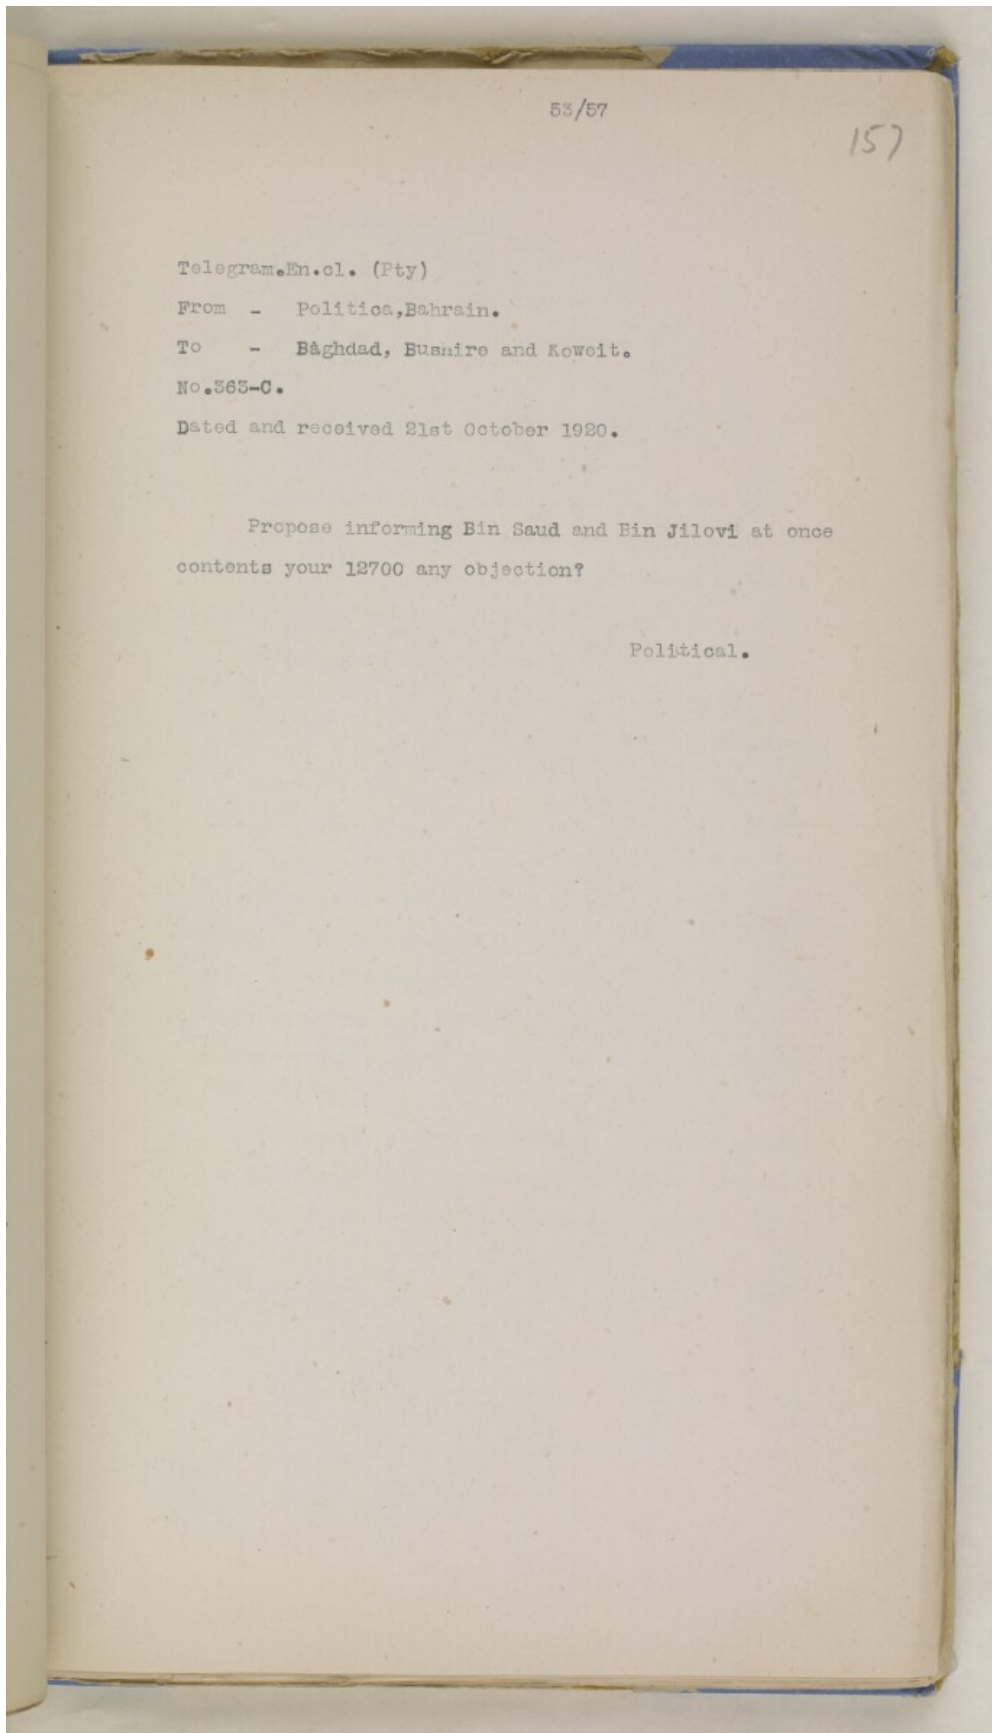 53/57
157
Telegram.En.cl. (Pty)
From - Politica,Bahrain.
To - Baghdad, Bushire and Koweit.
No.363-C.
Dated and received 21st October 1920.
Propose informing Bin Saud and Bin Jilovi at once
contents your 12700 any objection?
Political.